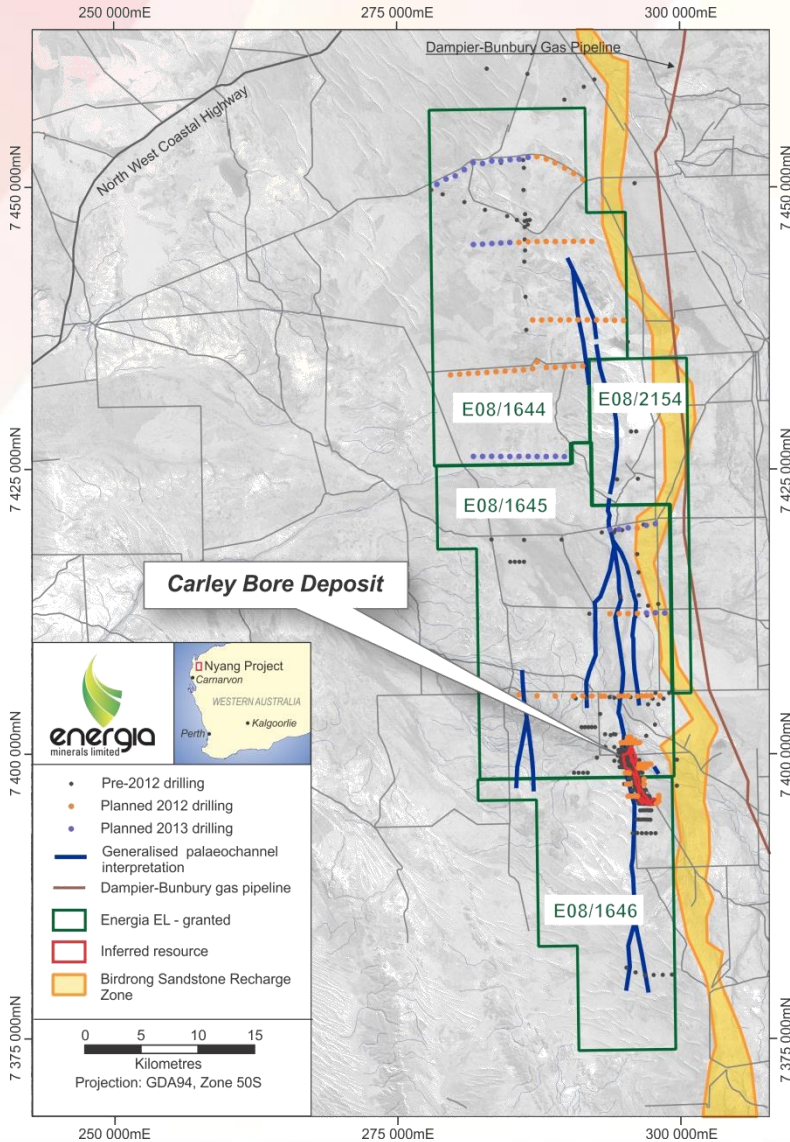 250 000mE
275 000mE
300 000mE
Dampier-Bunbury Gas Pipeline
North West Coastal Highway
7 450 000mN
7 450 000mN
E08/1644
E08/2154
7 425 000mN
7 425 000mN
E08/1645
Carley Bore Deposit
energia
minerals limited
Nyang Project
Carnarvon
WESTERN AUSTRALIA
Kalgoorlie
Perth
7 400 000mN
7 400 000mN
Pre-2012 drilling
Planned 2012 drilling
Planned 2013 drilling
Generalised palaeochannel
interpretation
Dampier-Bunbury gas pipeline
Energia EL - granted
Inferred resource
Birdrong Sandstone Recharge
Zone
E08/1646
0 5 10 15
Kilometres
Projection: GDA94, Zone 50S
7 375 000mN
7 375 000mN
250 000mE
275 000mE
300 000mE